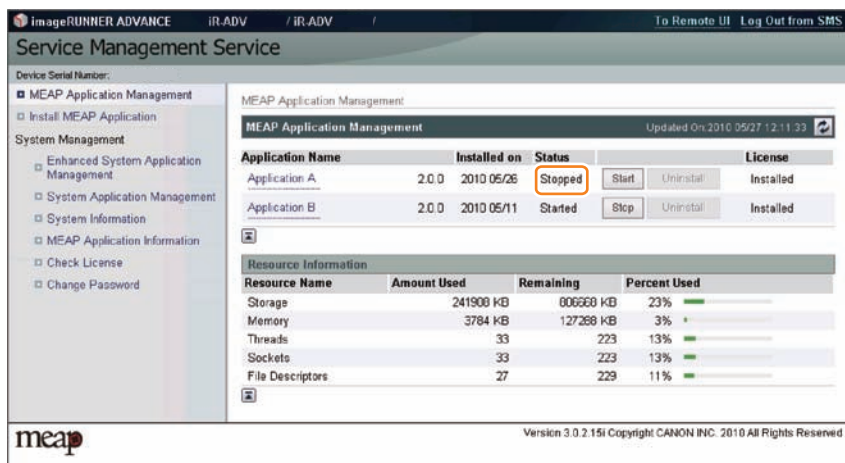 imageRUNNER ADVANCE iR-ADV / iR-ADV / To Remote UI Log Out from SMS
Service Management Service
Device Serial Number:
MEAP Application Management
Install MEAP Application
System Management
Enhanced System Application
Management
System Application Management
System Information
MEAP Application Information
Check License
Change Password
MEAP Application Management
MEAP Application Management Updated On:2010 05/27 12:11:33
Application Name Installed on Status License
Application A 2.0.0 2010 05/26 Stopped Start Uninstall Installed
Application B 2.0.0 2010 05/11 Started Stop Uninstall Installed
Resource Information
Resource Name Amount Used Remaining Percent Used
Storage 241908 KB 806668 KB 23%
Memory 3784 KB 127288 KB 3%
Threads 33 223 13%
Sockets 33 223 13%
File Descriptors 27 229 11%
meap
Version 3.0.2.15i Copyright CANON INC. 2010 All Rights Reserved